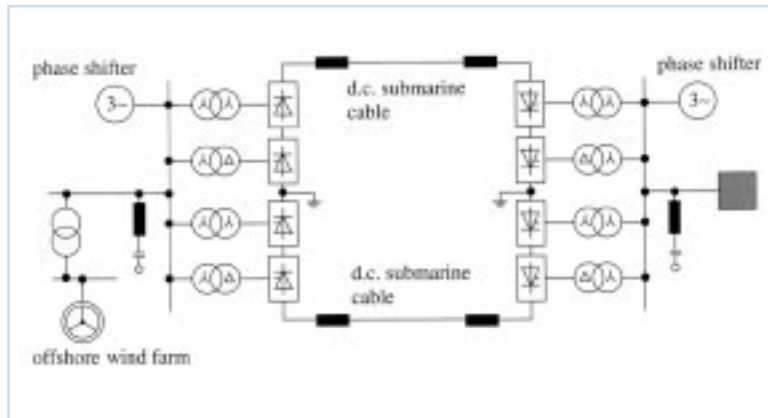 phase shifter
phase shifter
3~
3~
d.c. submarine
cable
d.c. submarine
cable
offshore wind farm